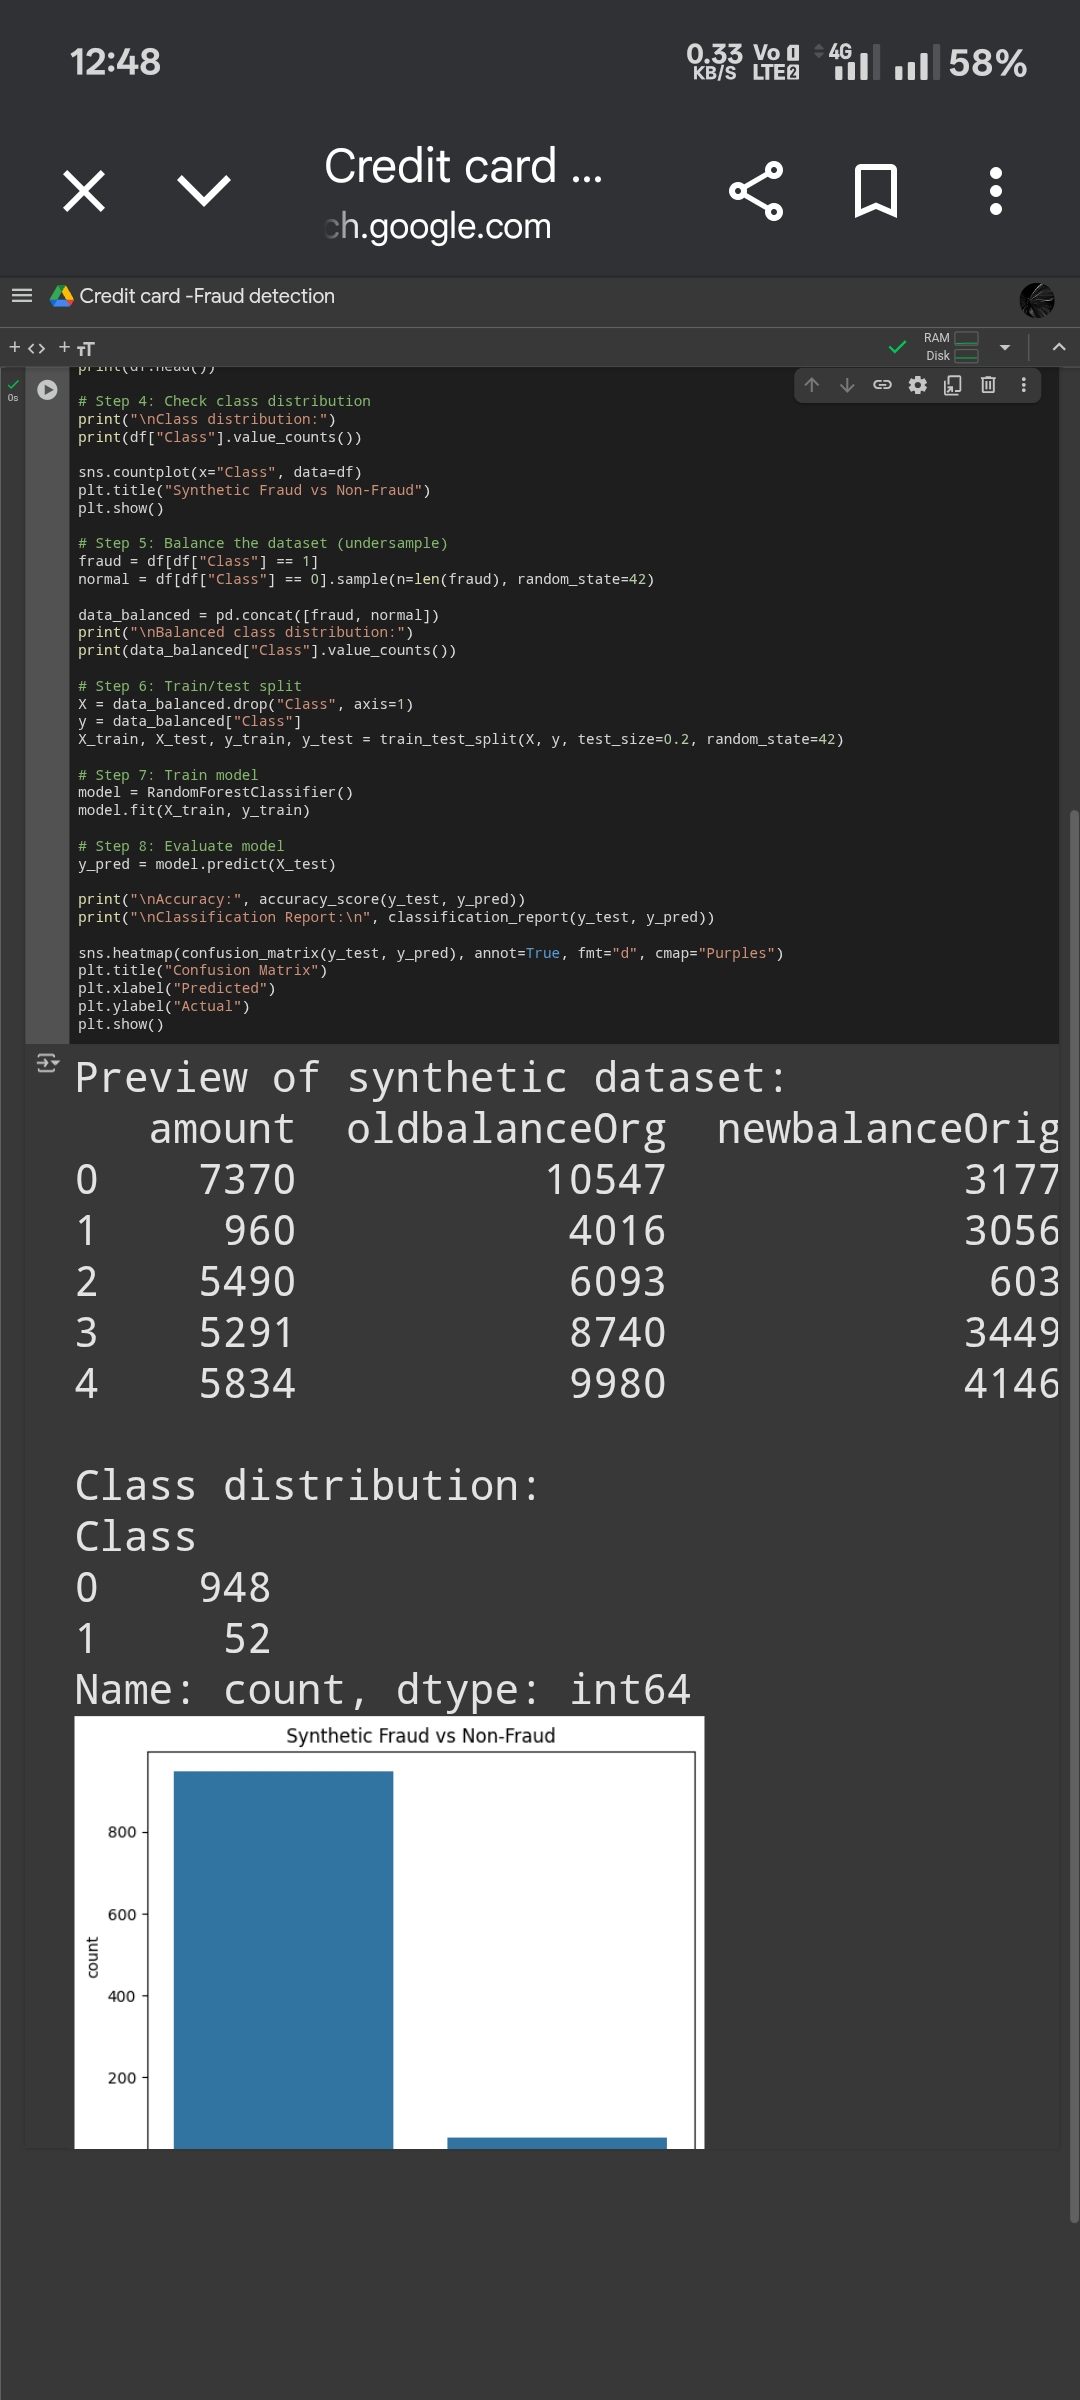 12:48
0.33 KB/S Vo LTE 1 2 4G 58%
Credit card ...
ch.google.com
Credit card -Fraud detection
+ <> + TT
RAM
Disk
0s
print(df.head())
# Step 4: Check class distribution
print("\nClass distribution:")
print(df["Class"].value_counts())
sns.countplot(x="Class", data=df)
plt.title("Synthetic Fraud vs Non-Fraud")
plt.show()
# Step 5: Balance the dataset (undersample)
fraud = df[df["Class"] == 1]
normal = df[df["Class"] == 0].sample(n=len(fraud), random_state=42)
data_balanced = pd.concat([fraud, normal])
print("\nBalanced class distribution:")
print(data_balanced["Class"].value_counts())
# Step 6: Train/test split
X = data_balanced.drop("Class", axis=1)
y = data_balanced["Class"]
X_train, X_test, y_train, y_test = train_test_split(X, y, test_size=0.2, random_state=42)
# Step 7: Train model
model = RandomForestClassifier()
model.fit(X_train, y_train)
# Step 8: Evaluate model
y_pred = model.predict(X_test)
print("\nAccuracy:", accuracy_score(y_test, y_pred))
print("\nClassification Report:\n", classification_report(y_test, y_pred))
sns.heatmap(confusion_matrix(y_test, y_pred), annot=True, fmt="d", cmap="Purples")
plt.title("Confusion Matrix")
plt.xlabel("Predicted")
plt.ylabel("Actual")
plt.show()
Preview of synthetic dataset:
amount oldbalanceOrg newbalanceOrig
0 7370 10547 3177
1 960 4016 3056
2 5490 6093 603
3 5291 8740 3449
4 5834 9980 4146
Class distribution:
Class
0 948
1 52
Name: count, dtype: int64
Synthetic Fraud vs Non-Fraud
800
600
count
400
200